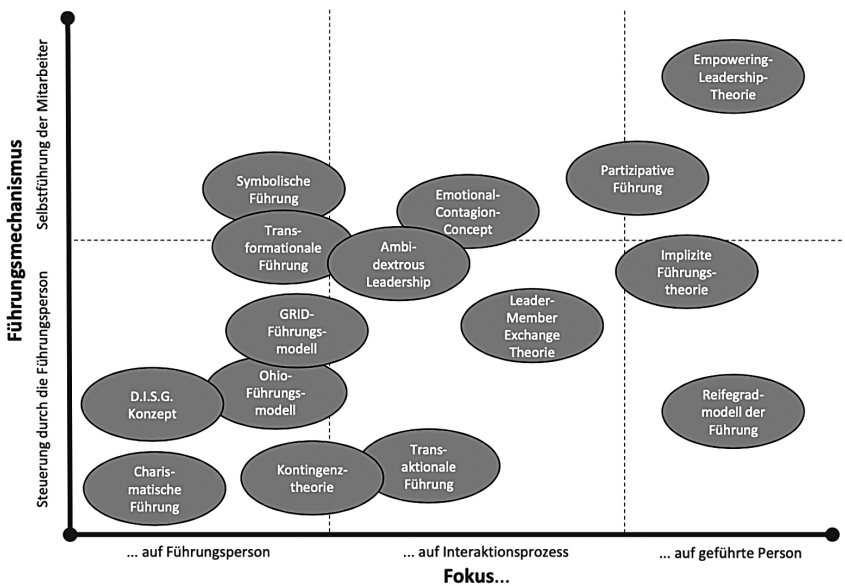 Führungsmechanismus
Selbstführung der Mitarbeiter
Steuerung durch die Führungsperson
Empowering-
Leadership-
Theorie
Partizipative
Führung
Symbolische
Führung
Emotional-
Contagion-
Concept
Trans-
formationale
Führung
Ambi-
dextrous
Leadership
Implizite
Führungs-
theorie
Leader-
Member
Exchange
Theorie
GRID-
Führungs-
modell
Ohio-
Führungs-
modell
D.I.S.G.
Konzept
Reifegrad-
modell der
Führung
Charis-
matische
Führung
Kontingenz-
theorie
Trans-
aktionale
Führung
... auf Führungsperson
... auf Interaktionsprozess
... auf geführte Person
Fokus...